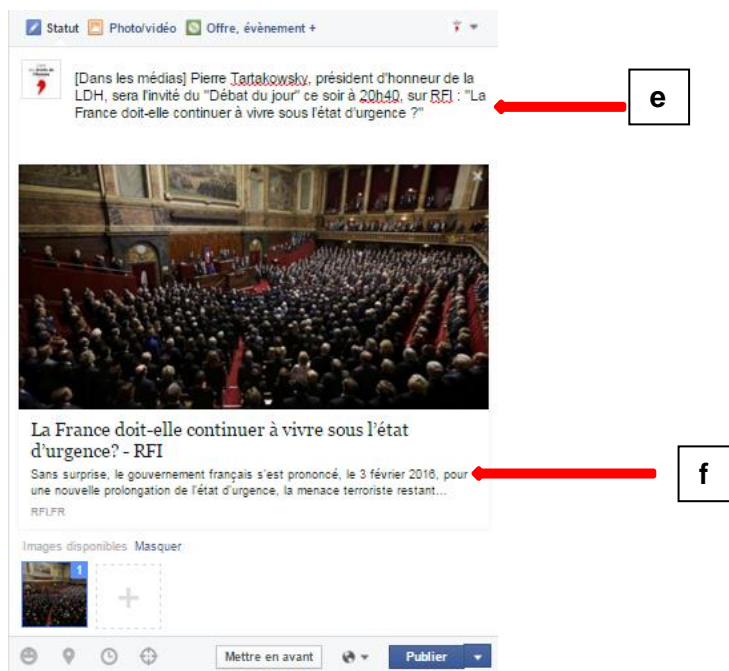 Statut Photo/vidéo Offre, évènement +
[Dans les médias] Pierre Tartakowsky, président d'honneur de la
LDH, sera l'invité du "Débat du jour" ce soir à 20h40, sur RFI : "La
France doit-elle continuer à vivre sous l'état d'urgence ?"
e
La France doit-elle continuer à vivre sous l'état
d'urgence? - RFI
Sans surprise, le gouvernement français s'est prononcé, le 3 février 2016, pour
une nouvelle prolongation de l'état d'urgence, la menace terroriste restant...
RFI.FR
f
Images disponibles Masquer
1
Mettre en avant Publier